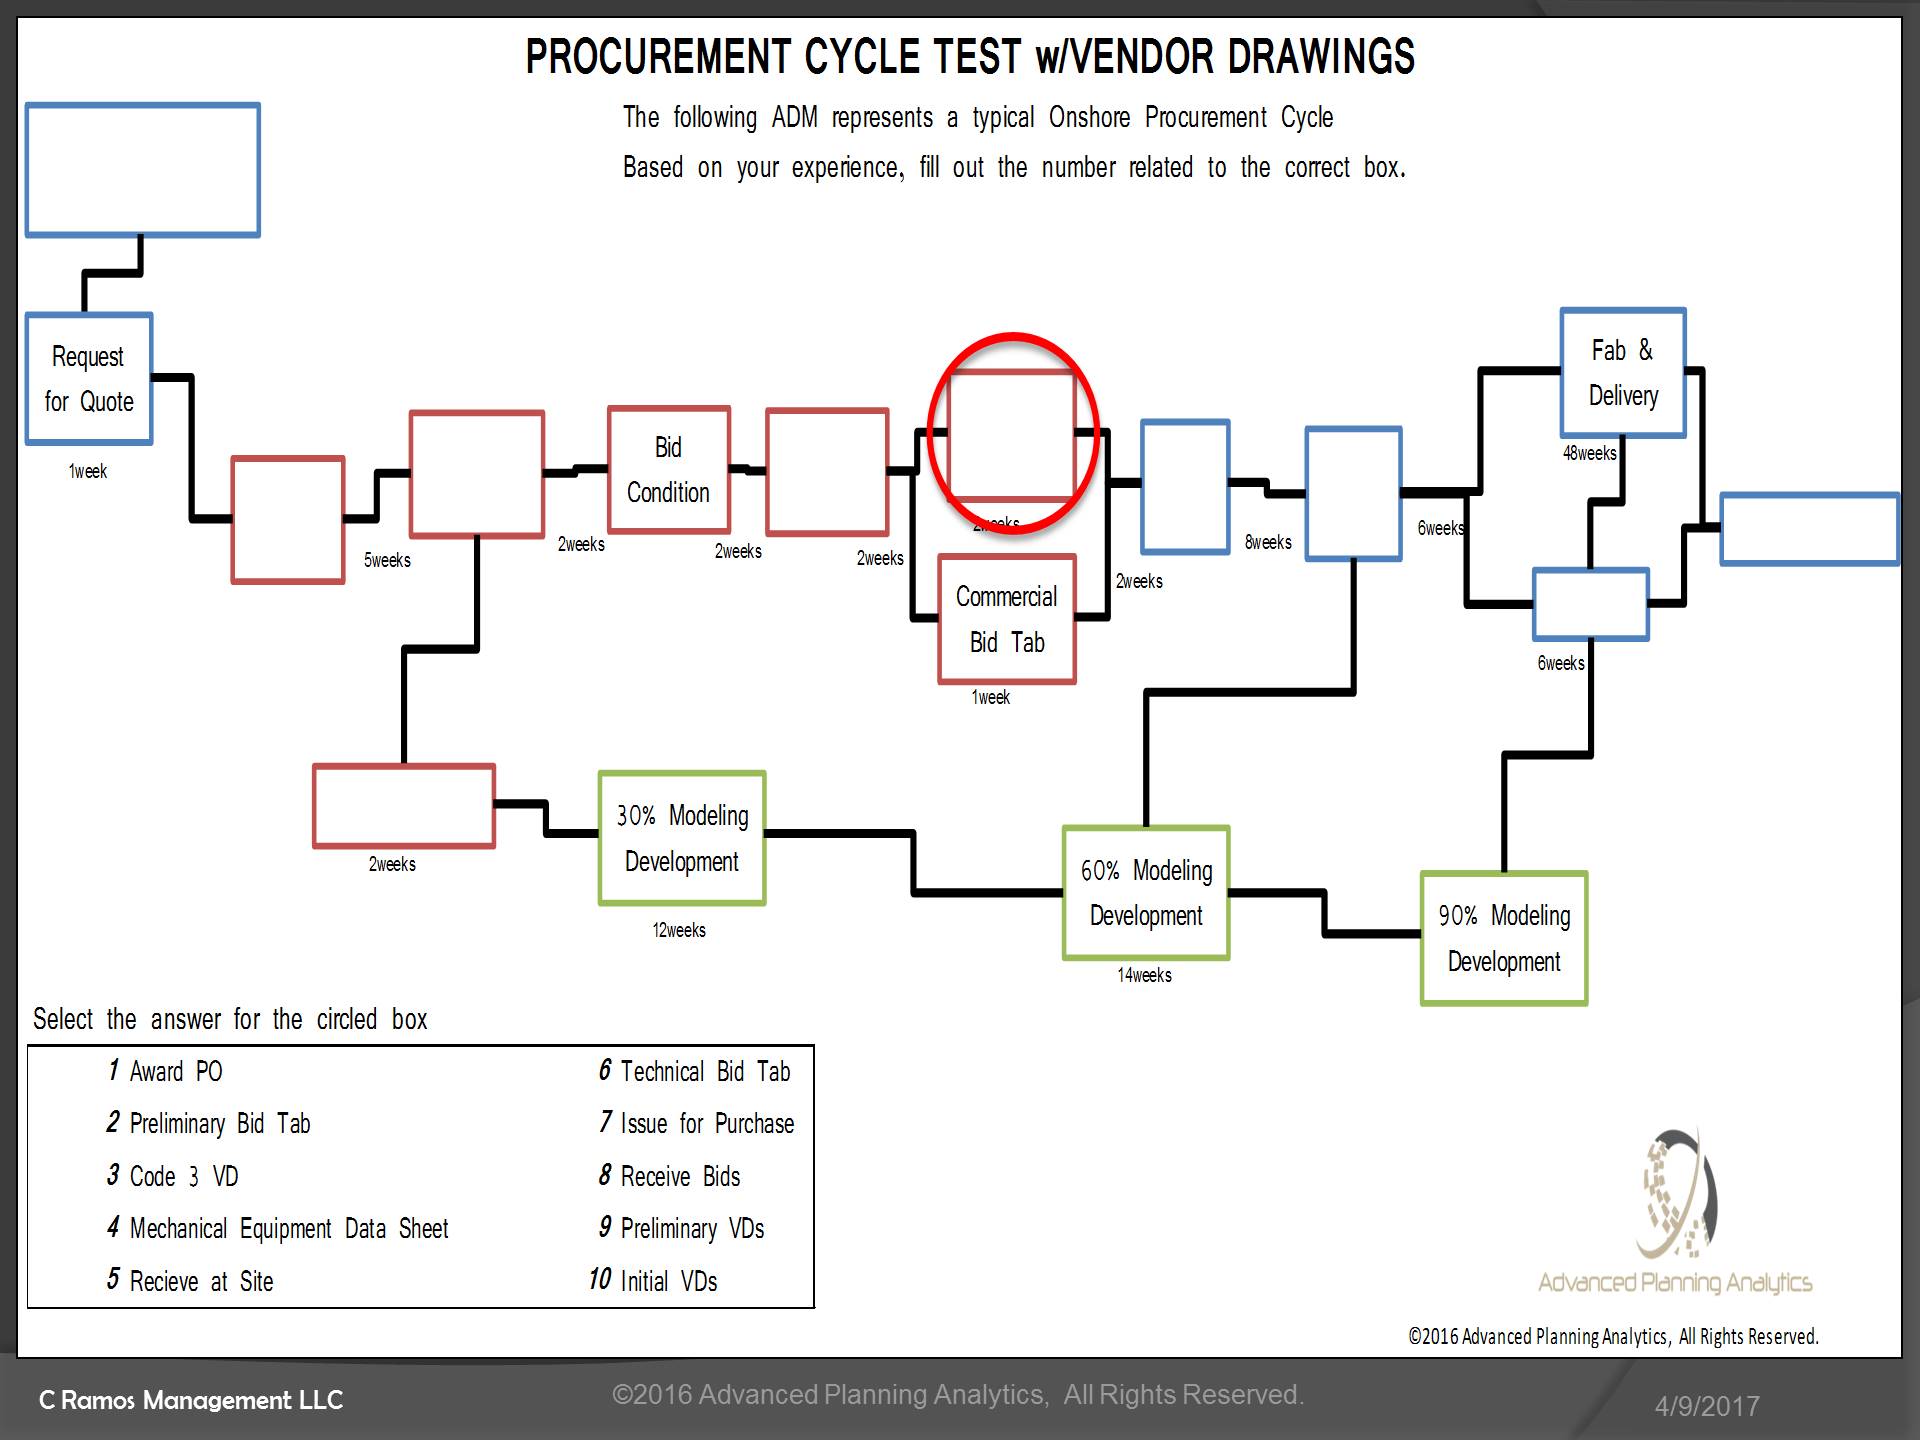 PROCUREMENT CYCLE TEST w/VENDOR DRAWINGS
The following ADM represents a typical Onshore Procurement Cycle
Based on your experience, fill out the number related to the correct box.
Request
for Quote
1week
5weeks
2weeks
Bid
Condition
2weeks
2weeks
2weeks
Commercial
Bid Tab
1week
2weeks
8weeks
6weeks
Fab &
Delivery
48weeks
6weeks
2weeks
30% Modeling
Development
12weeks
60% Modeling
Development
14weeks
90% Modeling
Development
Select the answer for the circled box
1 Award PO
2 Preliminary Bid Tab
3 Code 3 VD
4 Mechanical Equipment Data Sheet
5 Recieve at Site
6 Technical Bid Tab
7 Issue for Purchase
8 Receive Bids
9 Preliminary VDs
10 Initial VDs
Advanced Planning Analytics
©2016 Advanced Planning Analytics, All Rights Reserved.
C Ramos Management LLC
©2016 Advanced Planning Analytics, All Rights Reserved.
4/9/2017